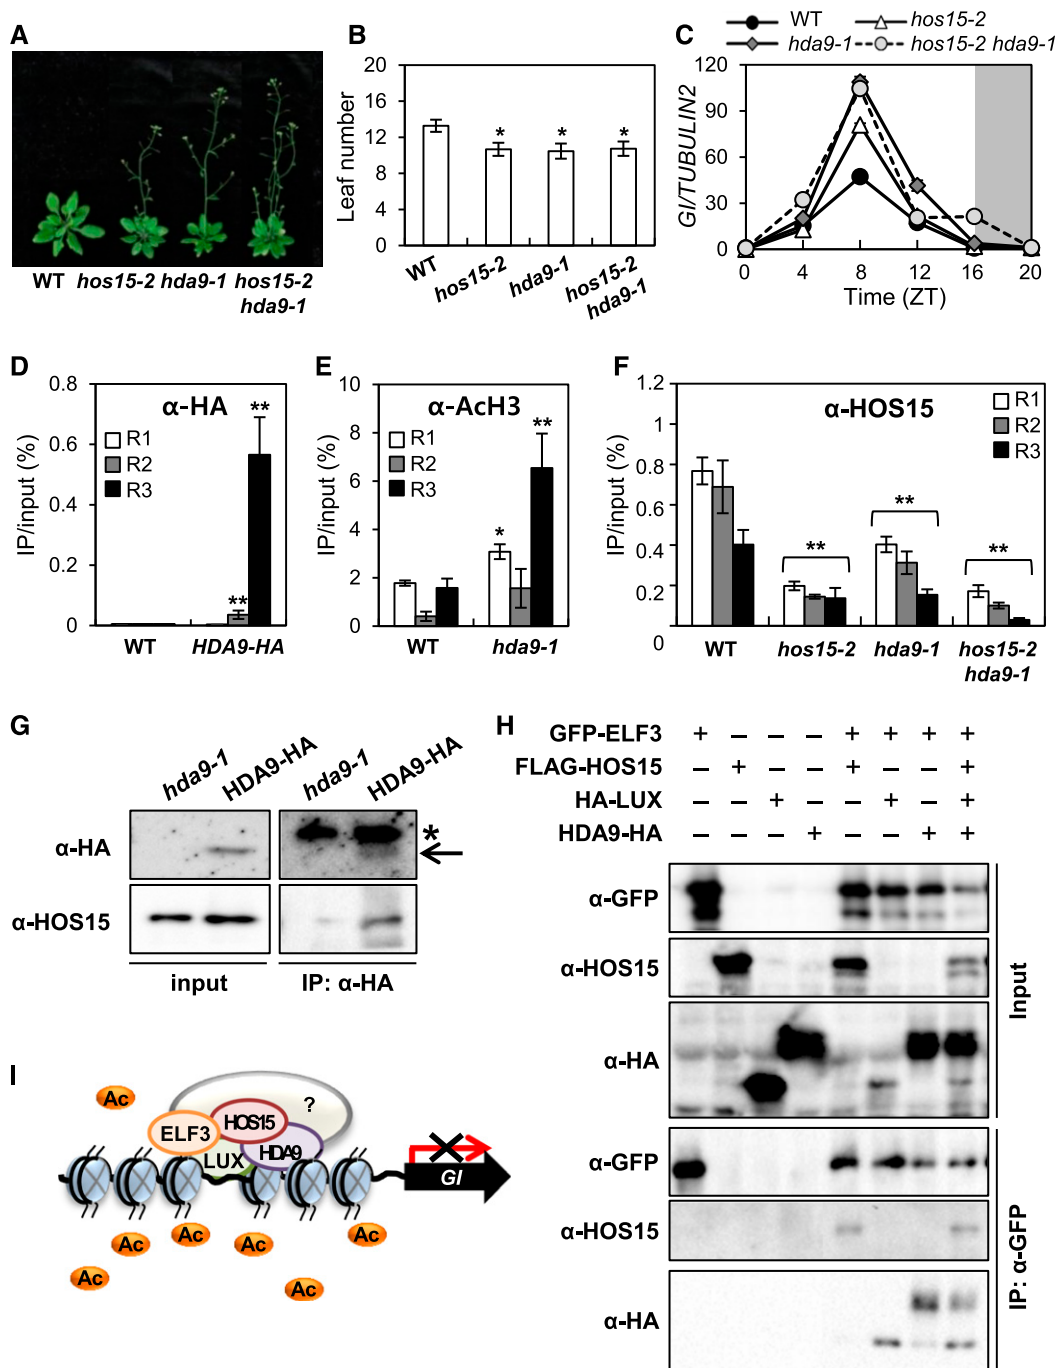 A
WT hos15-2 hda9-1 hos15-2
hda9-1
B
Leaf number
20
16
12
8
4
0
* * *
WT
hos15-2
hda9-1
hos15-2
hda9-1
C
WT
hos15-2
hda9-1
hos15-2 hda9-1
GI/TUBULIN2
120
90
60
30
0
0 4 8 12 16 20
Time (ZT)
D
α-HA
IP/input (%)
0.8
0.6
0.4
0.2
0
R1
R2
R3
**
**
WT HDA9-HA
E
α-AcH3
IP/input (%)
10
8
6
4
2
0
R1
R2
R3
*
**
WT hda9-1
F
α-HOS15
IP/input (%)
1.2
1
0.8
0.6
0.4
0.2
0
R1
R2
R3
**
**
**
WT hos15-2 hda9-1 hos15-2
hda9-1
G
hda9-1 HDA9-HA hda9-1 HDA9-HA
α-HA
*
α-HOS15
input IP: α-HA
H
GFP-ELF3 + – – – + + + +
FLAG-HOS15 – + – – + – – +
HA-LUX – – + – – + – +
HDA9-HA – – – + – – + +
α-GFP
α-HOS15
α-HA
Input
α-GFP
α-HOS15
α-HA
IP: α-GFP
I
Ac
?
HOS15
ELF3
HDA9
LUX
GI
Ac
Ac
Ac
Ac
Ac
Ac